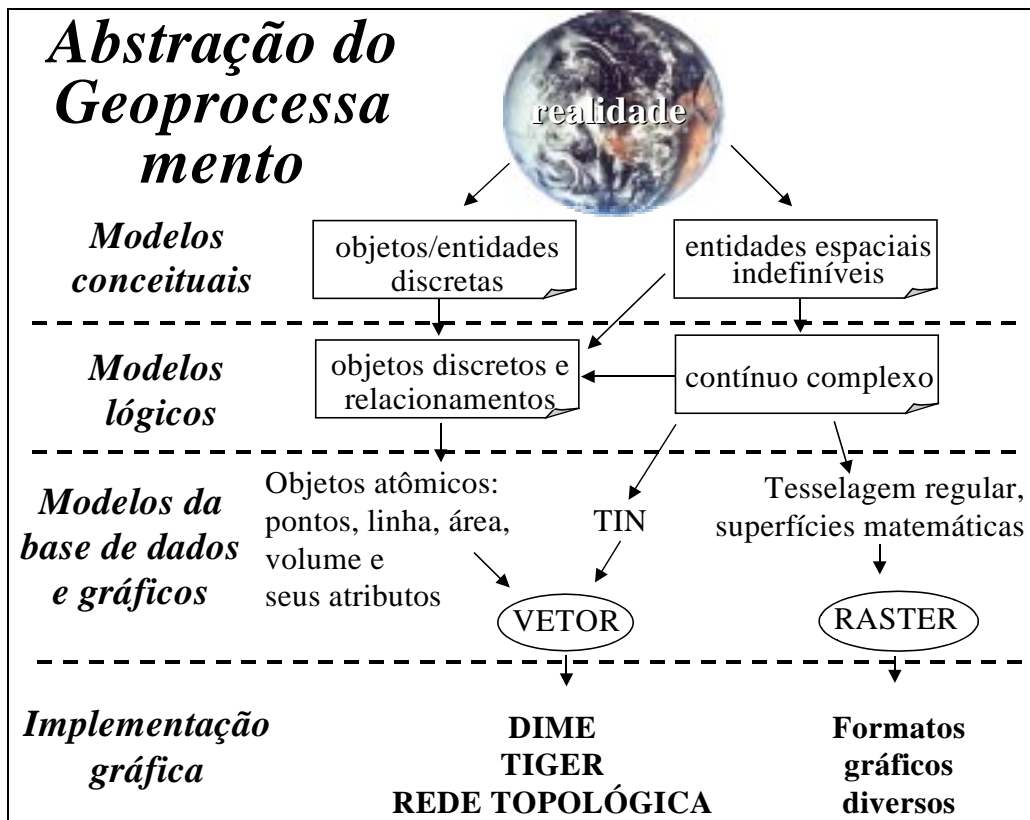 Abstração do
Geoprocessa
mento
realidade
Modelos
conceituais
objetos/entidades
discretas
entidades espaciais
indefiníveis
Modelos
lógicos
objetos discretos e
relacionamentos
contínuo complexo
Modelos da
base de dados
e gráficos
Objetos atômicos:
pontos, linha, área,
volume e
seus atributos
TIN
Tesselagem regular,
superfícies matemáticas
VETOR
RASTER
Implementação
gráfica
DIME
TIGER
REDE TOPOLÓGICA
Formatos
gráficos
diversos